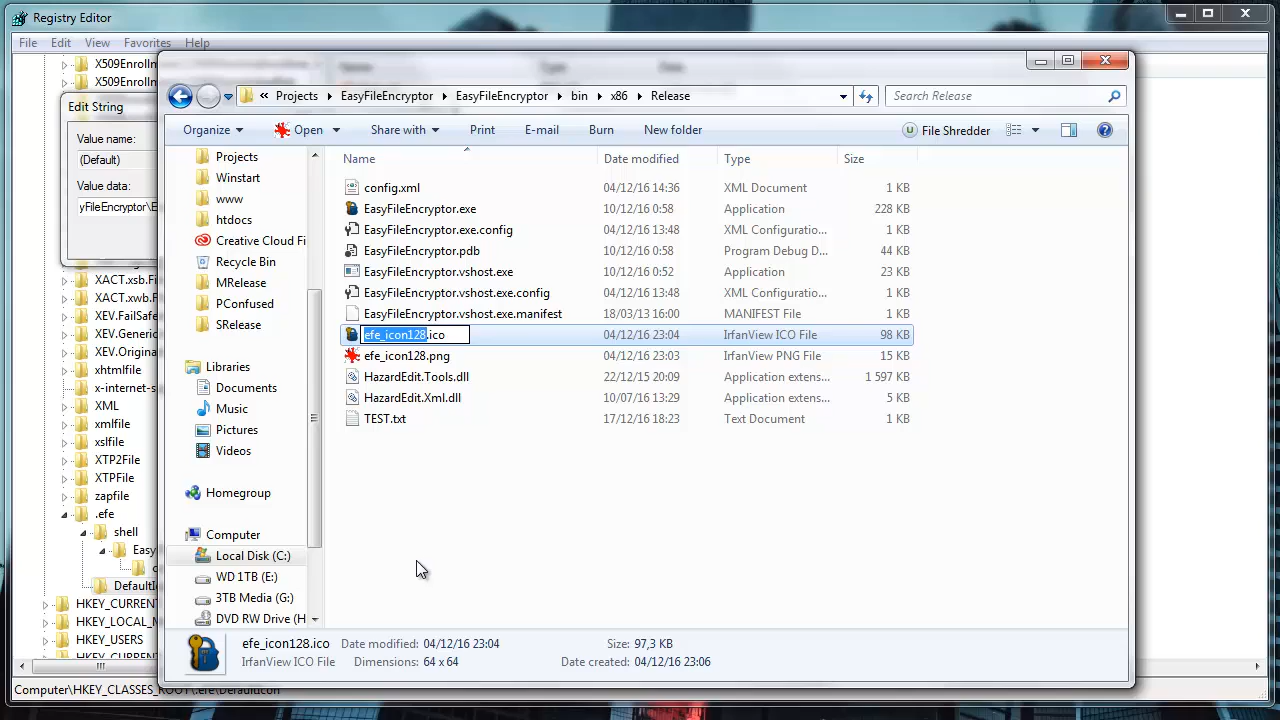 Registry Editor
File Edit View Favorites Help
X509Enrollm
X509Enrollm
Edit String
Value name:
(Default)
Value data:
yFileEncryptor\E
XACT.xsb.Fi
XACT.xwb.F
XEV.FailSafe
XEV.Generic
XEV.Origina
xhtmlfile
x-internet-s
XML
xmlfile
xslfile
XTP2File
XTPFile
zapfile
.efe
shell
Easy
c
DefaultIc
HKEY_CURRENT
HKEY_LOCAL_M
HKEY_USERS
HKEY_CURRENT
Computer\HKEY_CLASSES_ROOT\.efe\DefaultIcon
« Projects EasyFileEncryptor EasyFileEncryptor bin x86 Release
Search Release
Organize Open Share with Print E-mail Burn New folder File Shredder
Projects
Winstart
www
htdocs
Creative Cloud Fi
Recycle Bin
MRelease
PConfused
SRelease
Libraries
Documents
Music
Pictures
Videos
Homegroup
Computer
Local Disk (C:)
WD 1TB (E:)
3TB Media (G:)
DVD RW Drive (H
Name Date modified Type Size
config.xml 04/12/16 14:36 XML Document 1 KB
EasyFileEncryptor.exe 10/12/16 0:58 Application 228 KB
EasyFileEncryptor.exe.config 04/12/16 13:48 XML Configuratio... 1 KB
EasyFileEncryptor.pdb 10/12/16 0:58 Program Debug D... 44 KB
EasyFileEncryptor.vshost.exe 10/12/16 0:52 Application 23 KB
EasyFileEncryptor.vshost.exe.config 04/12/16 13:48 XML Configuratio... 1 KB
EasyFileEncryptor.vshost.exe.manifest 18/03/13 16:00 MANIFEST File 1 KB
efe_icon128.ico 04/12/16 23:04 IrfanView ICO File 98 KB
efe_icon128.png 04/12/16 23:03 IrfanView PNG File 15 KB
HazardEdit.Tools.dll 22/12/15 20:09 Application extens... 1 597 KB
HazardEdit.Xml.dll 10/07/16 13:29 Application extens... 5 KB
TEST.txt 17/12/16 18:23 Text Document 1 KB
efe_icon128.ico Date modified: 04/12/16 23:04 Size: 97,3 KB
IrfanView ICO File Dimensions: 64 x 64 Date created: 04/12/16 23:06